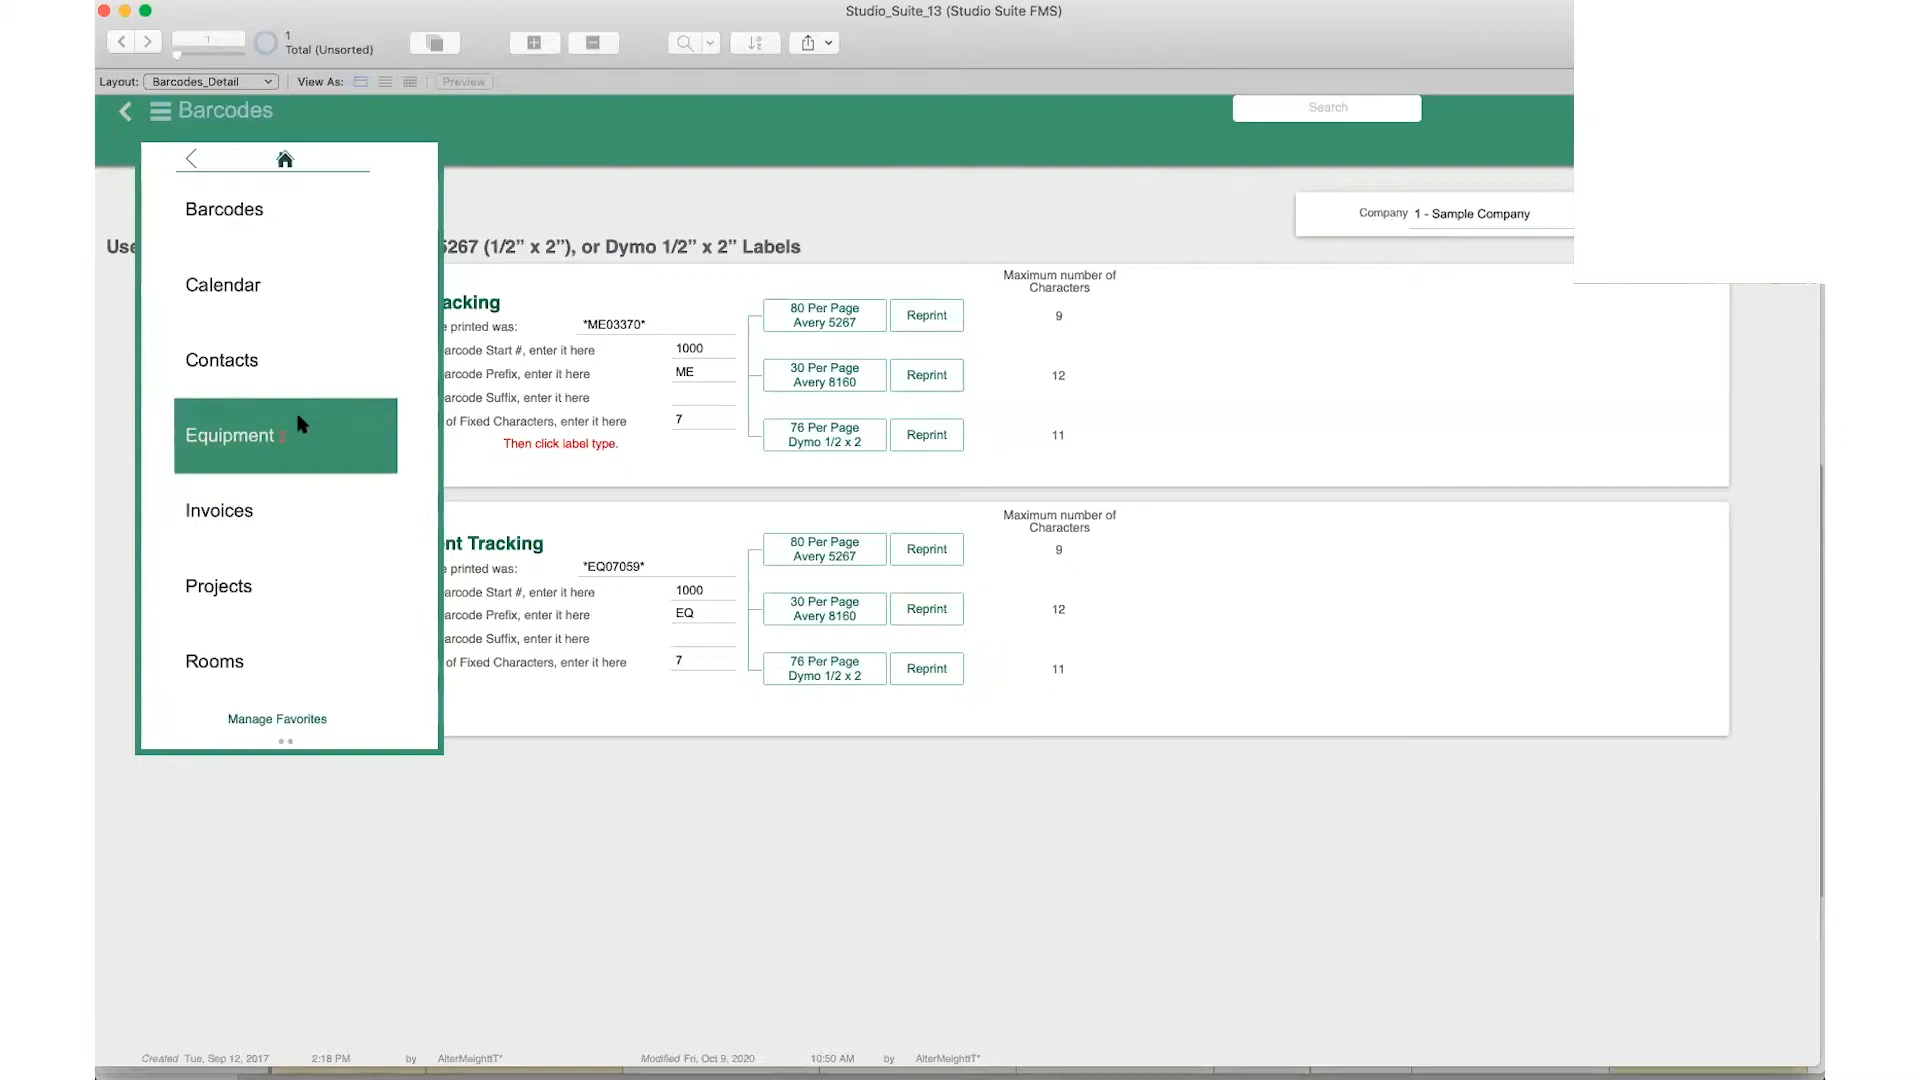 Studio_Suite_13 (Studio Suite FMS)
1
1
Total (Unsorted)
Layout: Barcodes_Detail View As: Preview
Barcodes
Search
Company 1 - Sample Company
Barcodes
Calendar
Contacts
Equipment 2
Invoices
Projects
Rooms
Manage Favorites
Use 5267 (1/2” x 2”), or Dymo 1/2” x 2” Labels
acking
e printed was: *ME03370*
arcode Start #, enter it here 1000
arcode Prefix, enter it here ME
arcode Suffix, enter it here
of Fixed Characters, enter it here 7
Then click label type.
80 Per Page
Avery 5267
Reprint
30 Per Page
Avery 8160
Reprint
76 Per Page
Dymo 1/2 x 2
Reprint
Maximum number of
Characters
9
12
11
nt Tracking
e printed was: *EQ07059*
arcode Start #, enter it here 1000
arcode Prefix, enter it here EQ
arcode Suffix, enter it here
of Fixed Characters, enter it here 7
80 Per Page
Avery 5267
Reprint
30 Per Page
Avery 8160
Reprint
76 Per Page
Dymo 1/2 x 2
Reprint
Maximum number of
Characters
9
12
11
Created Tue, Sep 12, 2017 2:18 PM by AlterMeighttT* Modified Fri, Oct 9, 2020 10:50 AM by AlterMeighttT*